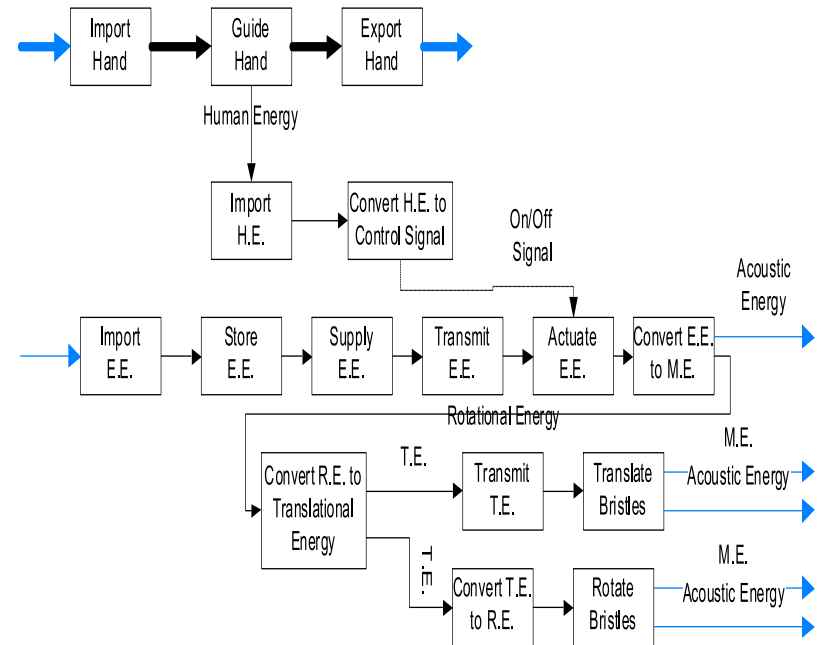 Import
Hand
Guide
Hand
Export
Hand
Human Energy
Import
H.E.
Convert H.E. to
Control Signal
On/Off
Signal
Acoustic
Energy
Import
E.E.
Store
E.E.
Supply
E.E.
Transmit
E.E.
Actuate
E.E.
Convert E.E.
to M.E.
Rotational Energy
Convert R.E. to
Translational
Energy
T.E.
Transmit
T.E.
Translate
Bristles
M.E.
Acoustic Energy
T.E.
Convert T.E.
to R.E.
Rotate
Bristles
M.E.
Acoustic Energy